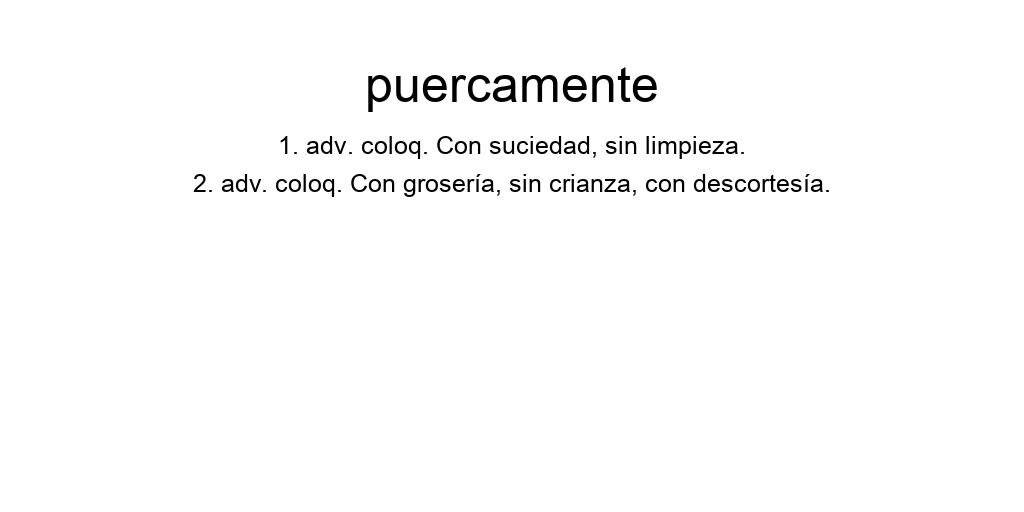 puercamente
1. adv. coloq. Con suciedad, sin limpieza.
2. adv. coloq. Con grosería, sin crianza, con descortesía.